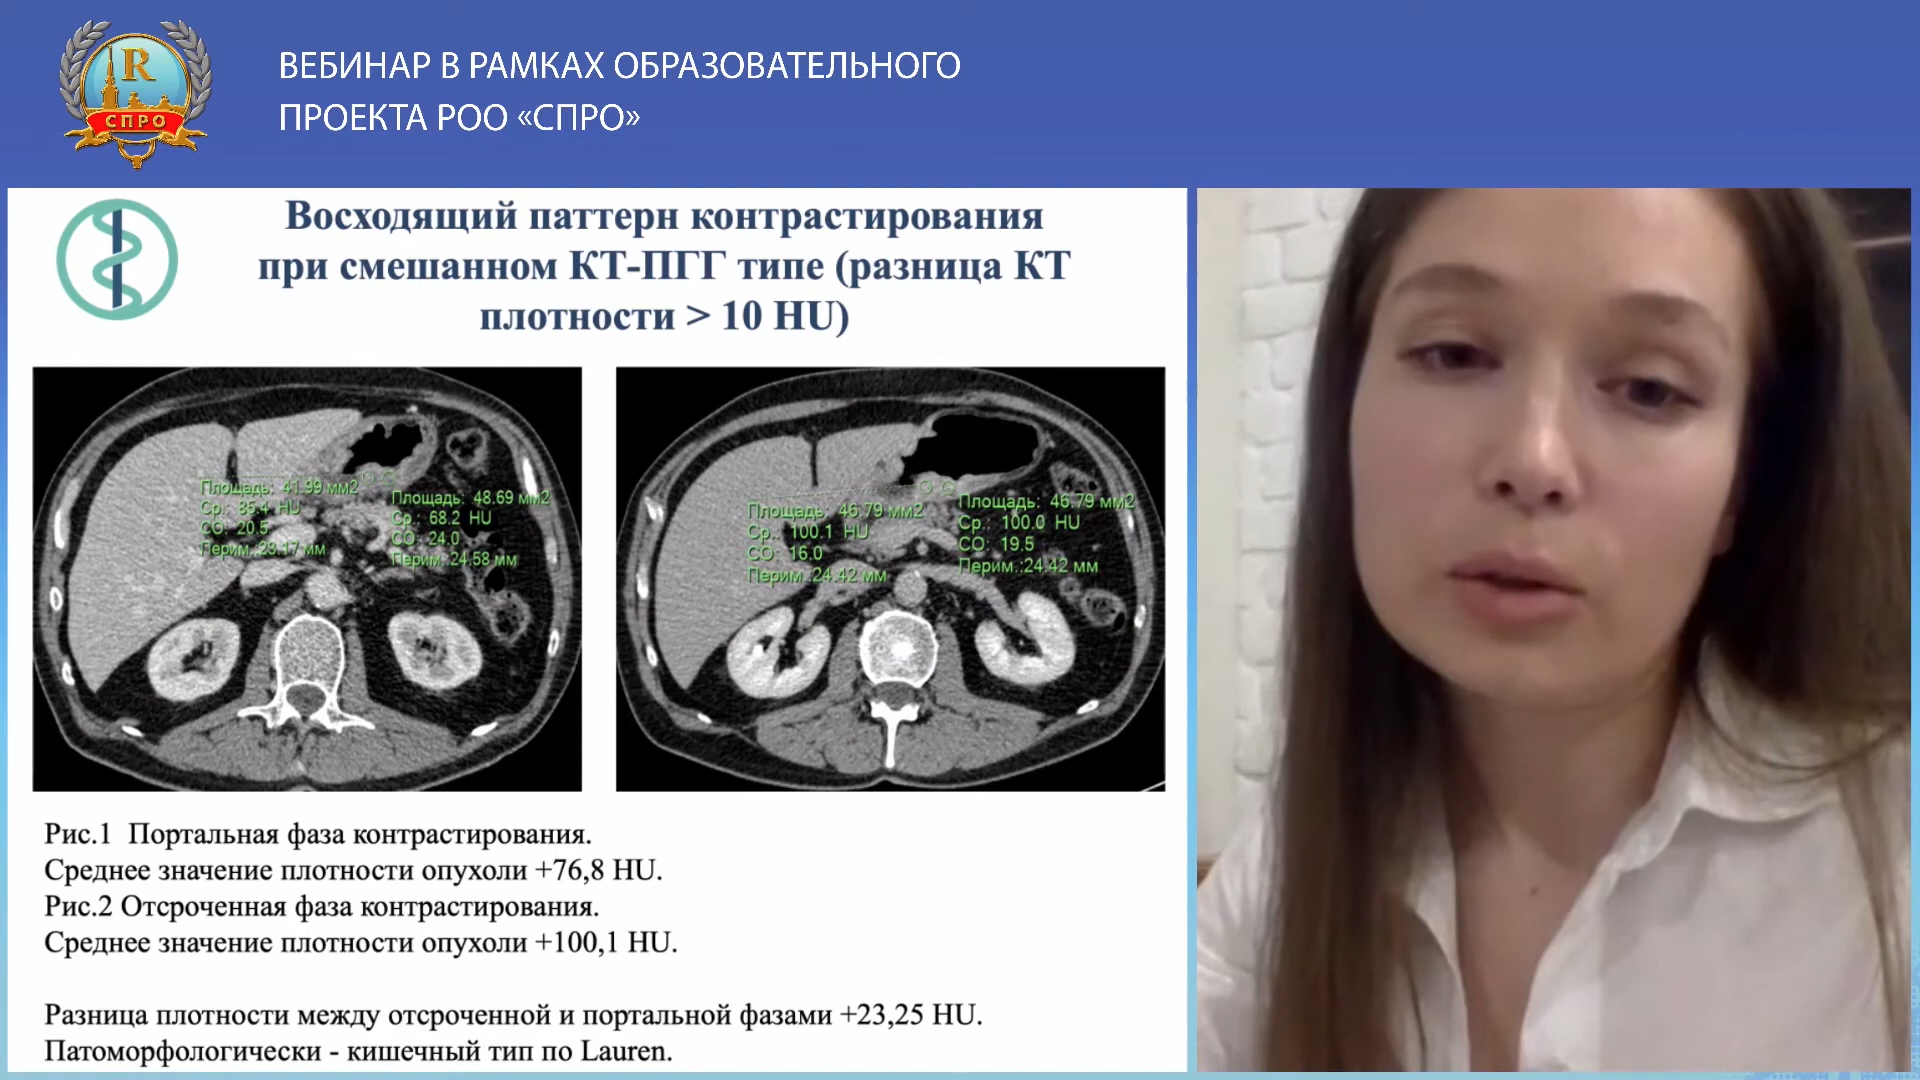 R
СПРО
ВЕБИНАР В РАМКАХ ОБРАЗОВАТЕЛЬНОГО
ПРОЕКТА РОО «СПРО»
Восходящий паттерн контрастирования
при смешанном КТ-ПГГ типе (разница КТ
плотности > 10 HU)
Площадь: 41.99 мм2
Ср.: 85.4 HU
СО: 20.5
Перим.:23.17 мм
Площадь: 48.69 мм2
Ср.: 68.2 HU
СО: 24.0
Перим.:24.58 мм
Площадь: 46.79 мм2
Ср.: 100.1 HU
СО: 16.0
Перим.:24.42 мм
Площадь: 46.79 мм2
Ср.: 100.0 HU
СО: 19.5
Перим.:24.42 мм
Рис.1 Портальная фаза контрастирования.
Среднее значение плотности опухоли +76,8 HU.
Рис.2 Отсроченная фаза контрастирования.
Среднее значение плотности опухоли +100,1 HU.
Разница плотности между отсроченной и портальной фазами +23,25 HU.
Патоморфологически - кишечный тип по Lauren.